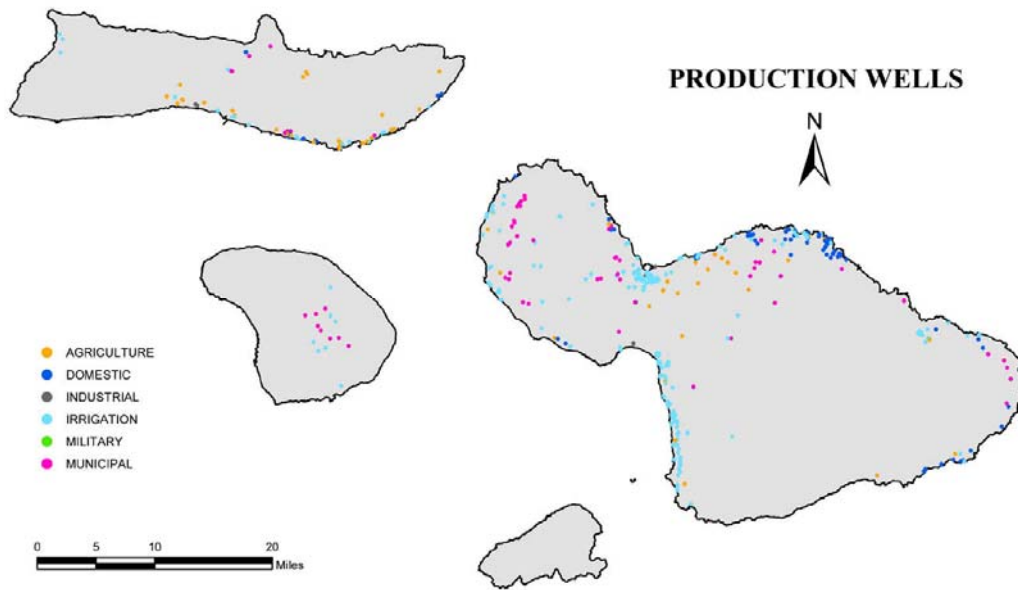 PRODUCTION WELLS
N
AGRICULTURE
DOMESTIC
INDUSTRIAL
IRRIGATION
MILITARY
MUNICIPAL
0 5 10 20
Miles